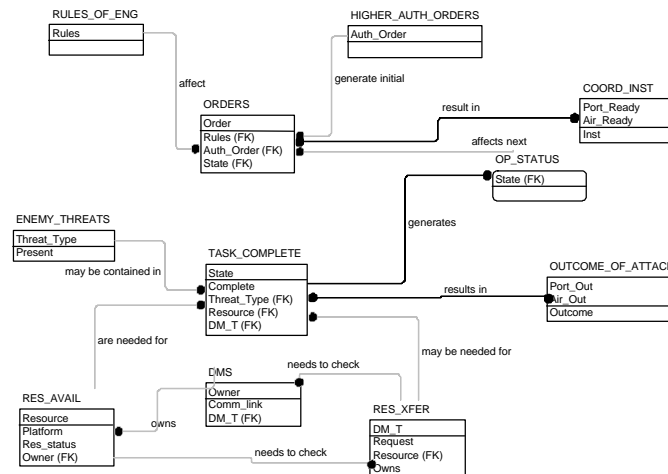 RULES_OF_ENG
Rules
HIGHER_AUTH_ORDERS
Auth_Order
affect
generate initial
ORDERS
Order
Rules (FK)
Auth_Order (FK)
State (FK)
result in
COORD_INST
Port_Ready
Air_Ready
Inst
affects next
OP_STATUS
State (FK)
generates
ENEMY_THREATS
Threat_Type
Present
may be contained in
TASK_COMPLETE
State
Complete
Threat_Type (FK)
Resource (FK)
DM_T (FK)
results in
OUTCOME_OF_ATTACK
Port_Out
Air_Out
Outcome
are needed for
may be needed for
needs to check
DMS
Owner
Comm_link
DM_T (FK)
RES_AVAIL
Resource
Platform
Res_status
Owner (FK)
owns
needs to check
RES_XFER
DM_T
Request
Resource (FK)
Owns